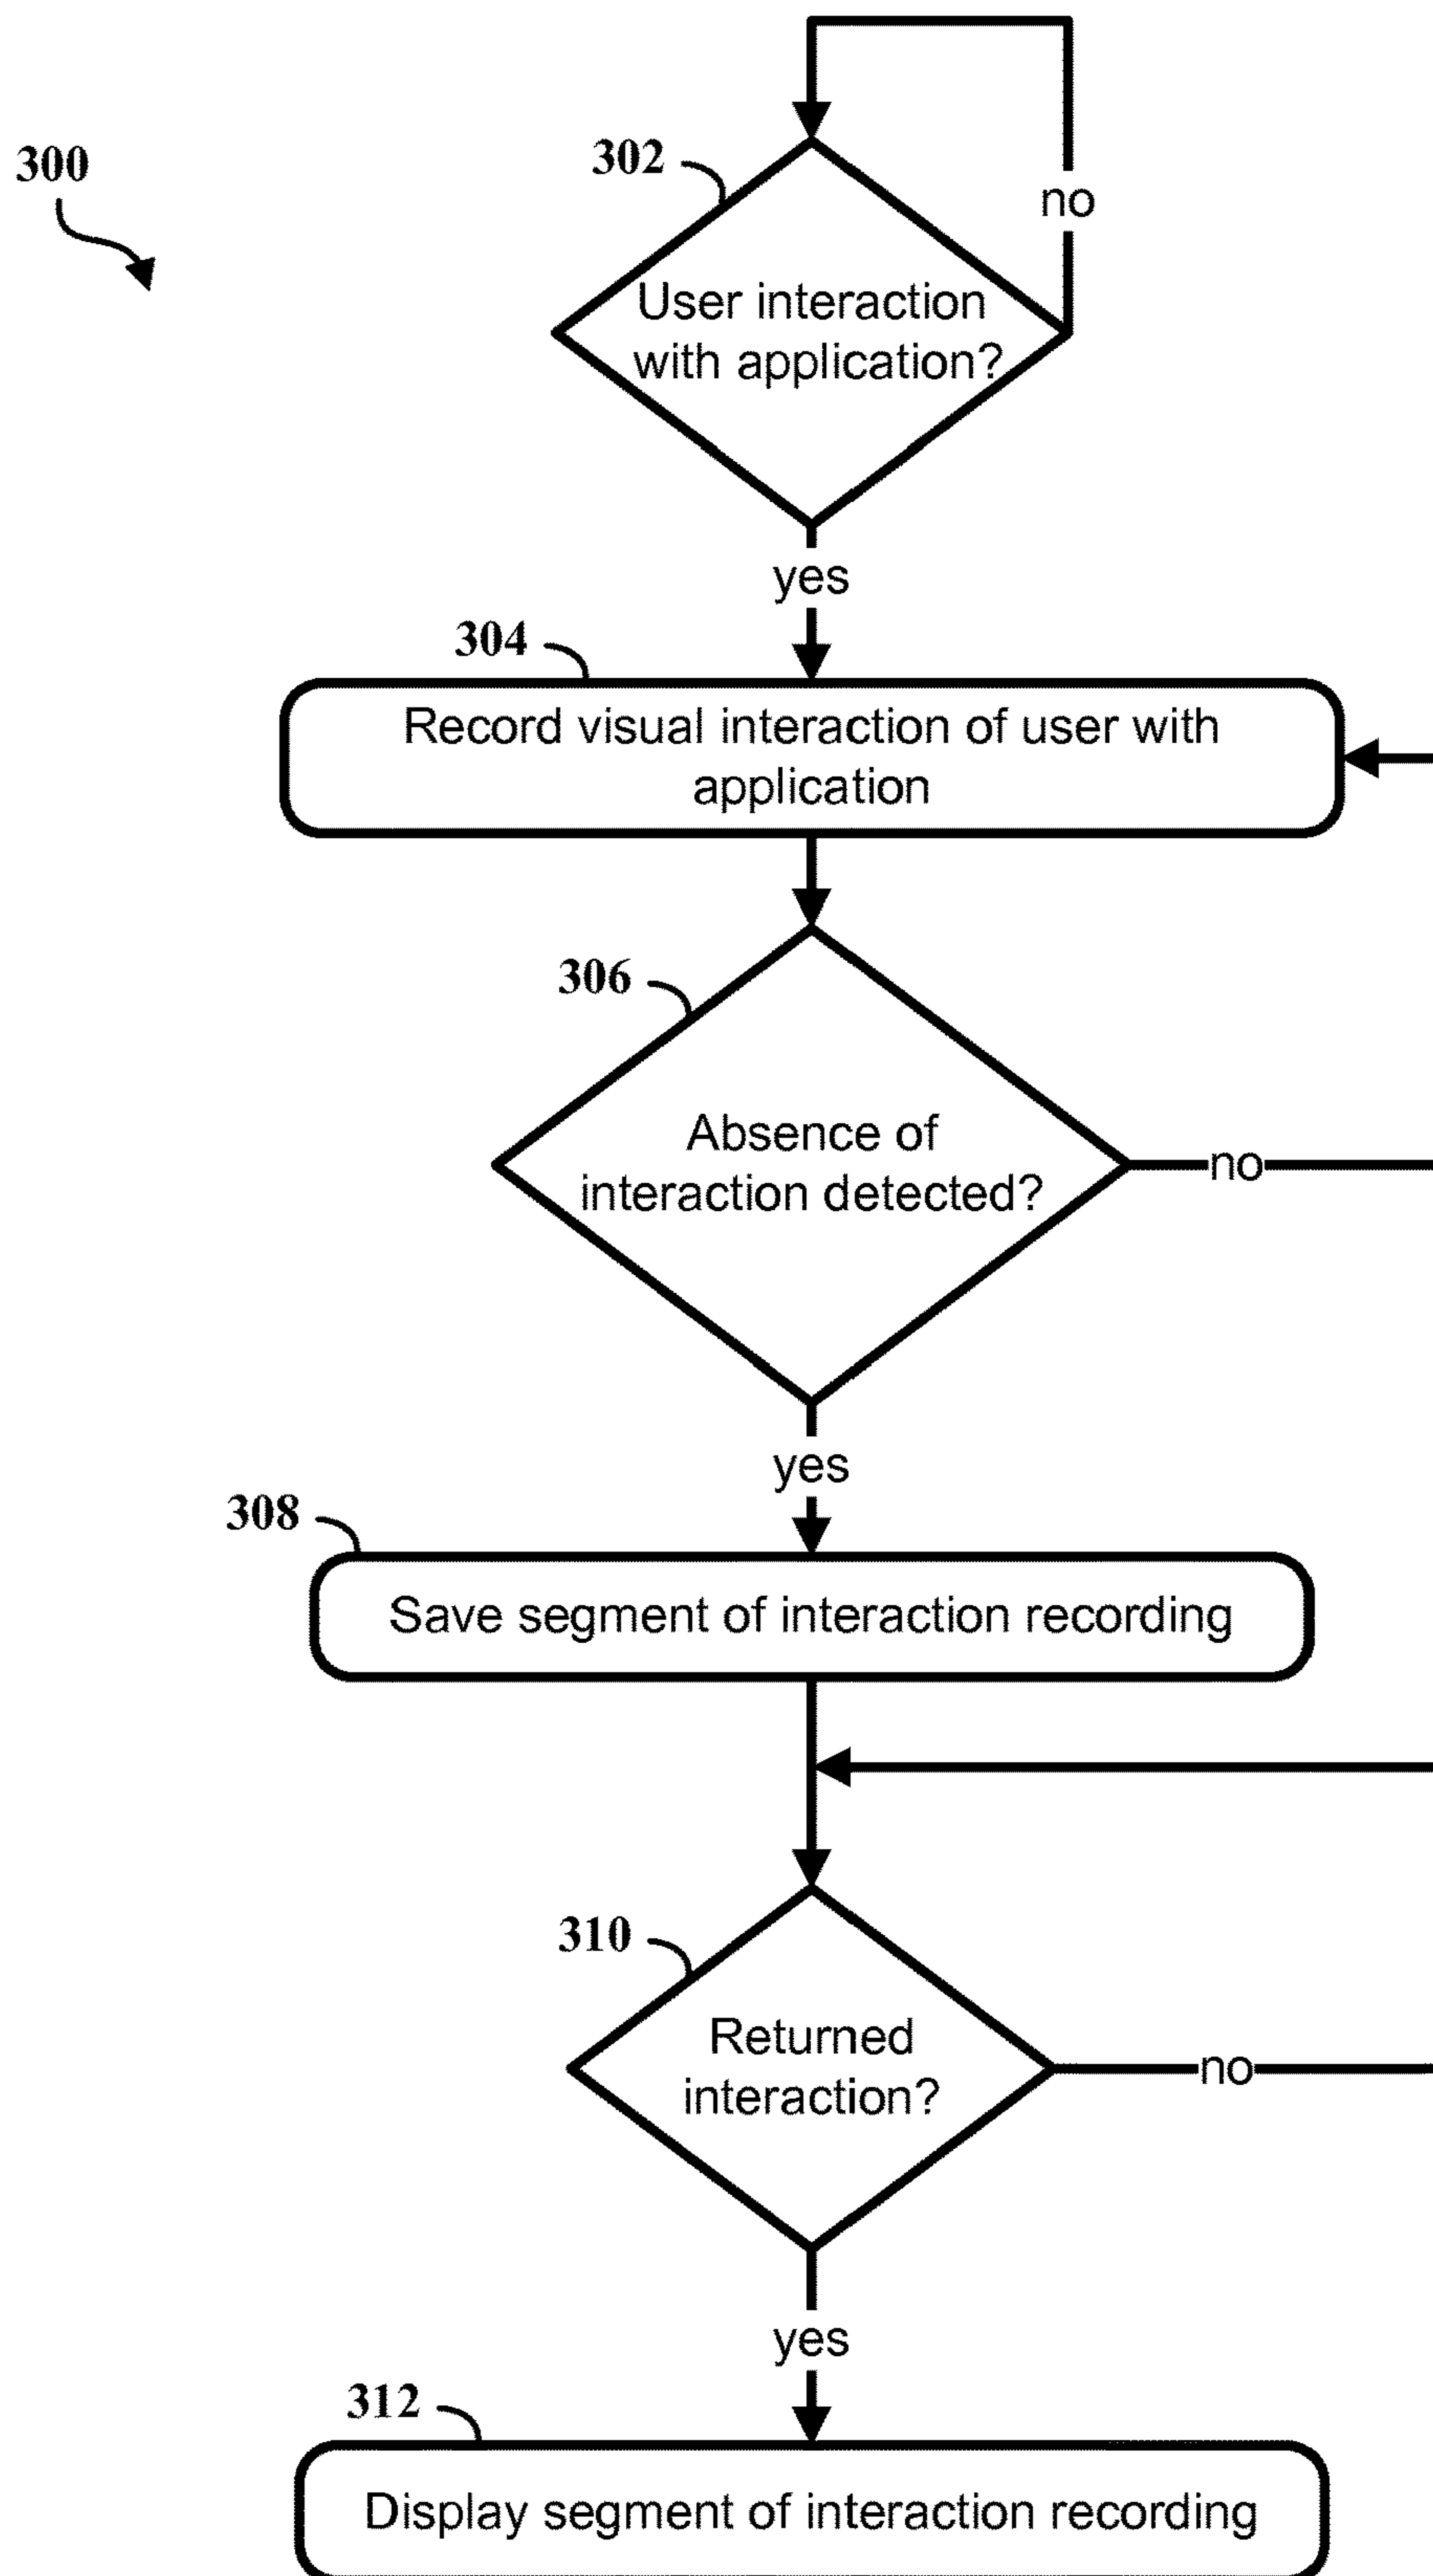 300
302
no
User interaction
with application?
yes
304
Record visual interaction of user with
application
306
Absence of
interaction detected?
no
yes
308
Save segment of interaction recording
310
Returned
interaction?
no
yes
312
Display segment of interaction recording